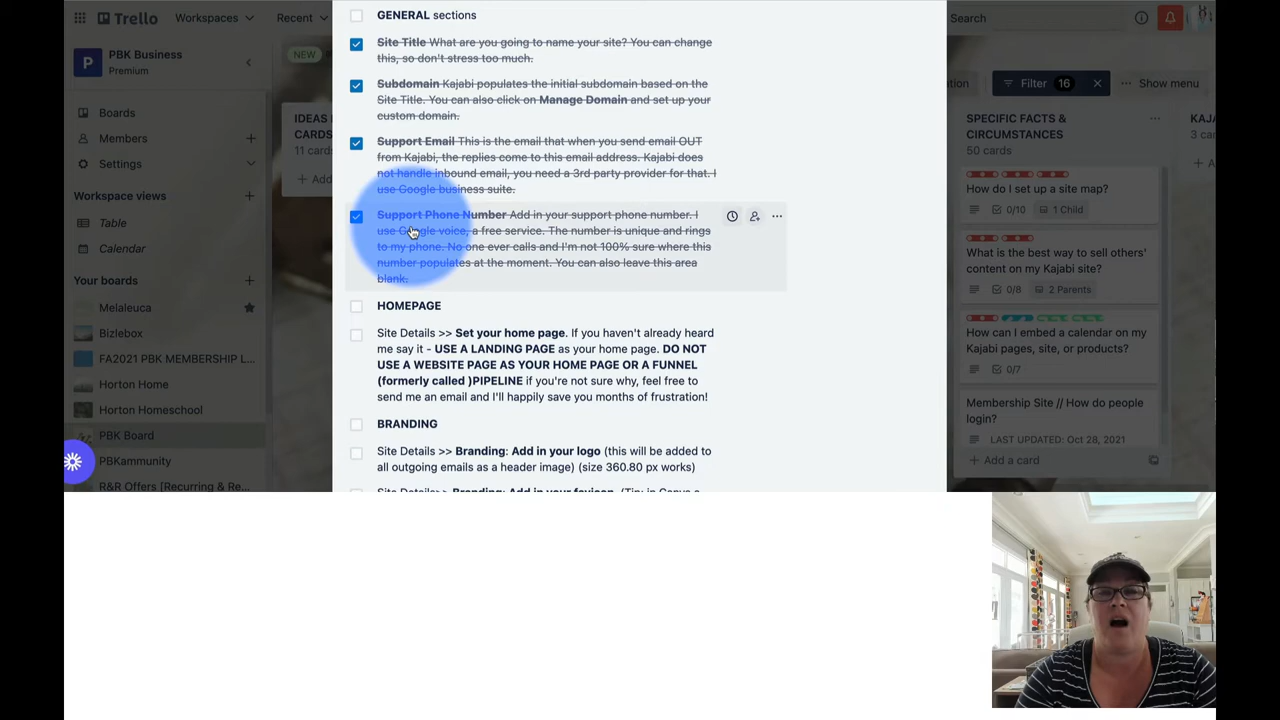 Trello
Workspaces
Recent
Search
PBK Business
Premium
P
Boards
Members
Settings
Workspace views
Table
Calendar
Your boards
Melaleuca
Bizlebox
FA2021 PBK MEMBERSHIP L...
Horton Home
Horton Homeschool
PBK Board
PBKammunity
R&R Offers [Recurring & Re...
NEW
IDEAS
CARDS
11 cards
Add
GENERAL sections
Site Title What are you going to name your site? You can change
this, so don't stress too much.
Subdomain Kajabi populates the initial subdomain based on the
Site Title. You can also click on Manage Domain and set up your
custom domain.
Support Email This is the email that when you send email OUT
from Kajabi, the replies come to this email address. Kajabi does
not handle inbound email, you need a 3rd party provider for that. I
use Google business suite.
Support Phone Number Add in your support phone number. I
use Google voice, a free service. The number is unique and rings
to my phone. No one ever calls and I'm not 100% sure where this
number populates at the moment. You can also leave this area
blank.
HOMEPAGE
Site Details >> Set your home page. If you haven't already heard
me say it - USE A LANDING PAGE as your home page. DO NOT
USE A WEBSITE PAGE AS YOUR HOME PAGE OR A FUNNEL
(formerly called )PIPELINE if you're not sure why, feel free to
send me an email and I'll happily save you months of frustration!
BRANDING
Site Details >> Branding: Add in your logo (this will be added to
all outgoing emails as a header image) (size 360.80 px works)
Site Details>> Branding: Add in your favicon. (Tip: in Canva a
Filter 16
Show menu
SPECIFIC FACTS &
CIRCUMSTANCES
50 cards
How do I set up a site map?
0/10 1 Child
What is the best way to sell others'
content on my Kajabi site?
0/8 2 Parents
How can I embed a calendar on my
Kajabi pages, site, or products?
0/7
Membership Site // How do people
login?
LAST UPDATED: Oct 28, 2021
Add a card
KAJA
3 car